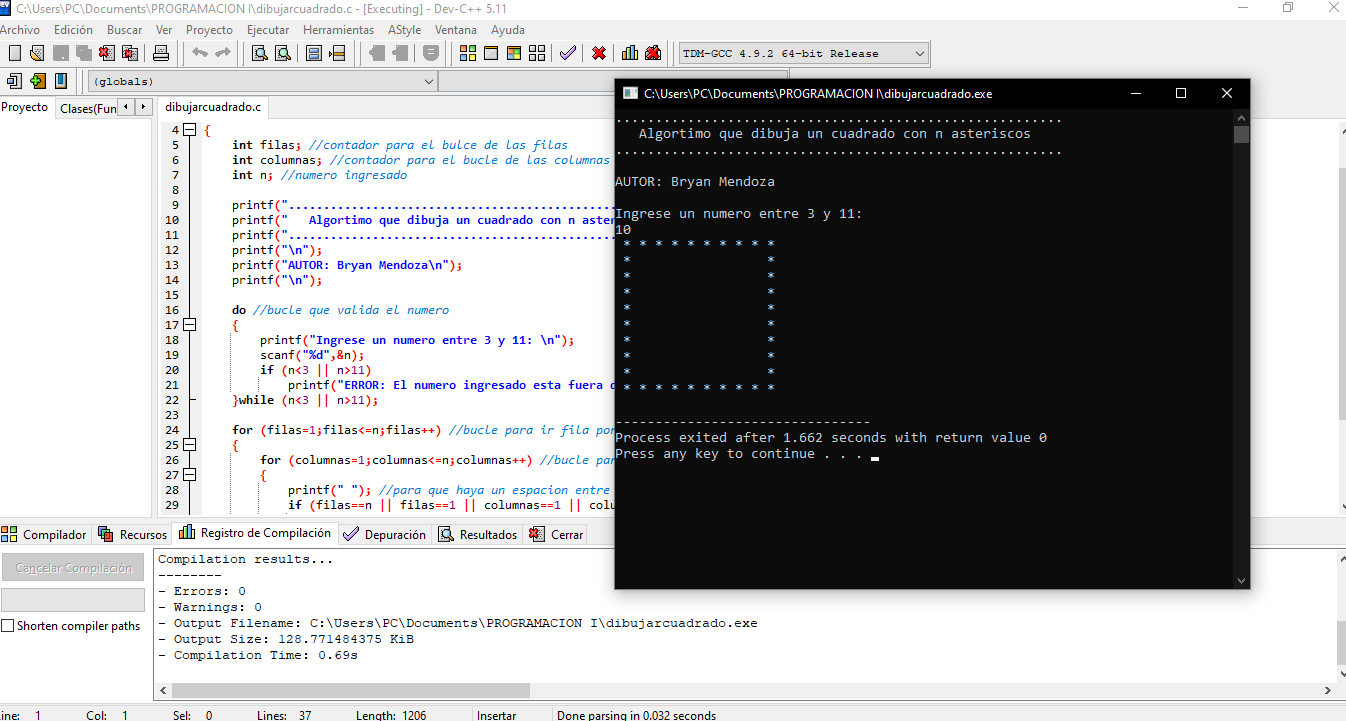 C:\Users\PC\Documents\PROGRAMACION I\dibujarcuadrado.c - [Executing] - Dev-C++ 5.11
Archivo Edición Buscar Ver Proyecto Ejecutar Herramientas AStyle Ventana Ayuda
TDM-GCC 4.9.2 64-bit Release
(globals)
Proyecto Clases(Fun
dibujarcuadrado.c
4 {
5 int filas; //contador para el bulce de las filas
6 int columnas; //contador para el bucle de las columnas
7 int n; //numero ingresado
8
9 printf("..............................................
10 printf("   Algortimo que dibuja un cuadrado con n aster
11 printf("..............................................
12 printf("\n");
13 printf("AUTOR: Bryan Mendoza\n");
14 printf("\n");
15
16 do //bucle que valida el numero
17 {
18 printf("Ingrese un numero entre 3 y 11: \n");
19 scanf("%d",&n);
20 if (n<3 || n>11)
21 printf("ERROR: El numero ingresado esta fuera
22 }while (n<3 || n>11);
23
24 for (filas=1;filas<=n;filas++) //bucle para ir fila por
25 {
26 for (columnas=1;columnas<=n;columnas++) //bucle par
27 {
28 printf(" "); //para que haya un espacion entre
29 if (filas==n || filas==1 || columnas==1 || colu
C:\Users\PC\Documents\PROGRAMACION I\dibujarcuadrado.exe
........................................................
   Algortimo que dibuja un cuadrado con n asteriscos
........................................................
AUTOR: Bryan Mendoza
Ingrese un numero entre 3 y 11:
10
 * * * * * * * * * *
 *                 *
 *                 *
 *                 *
 *                 *
 *                 *
 *                 *
 *                 *
 *                 *
 * * * * * * * * * *
--------------------------------
Process exited after 1.662 seconds with return value 0
Press any key to continue . . .
Compilador Recursos Registro de Compilación Depuración Resultados Cerrar
Cancelar Compilación
Shorten compiler paths
Compilation results...
--------
- Errors: 0
- Warnings: 0
- Output Filename: C:\Users\PC\Documents\PROGRAMACION I\dibujarcuadrado.exe
- Output Size: 128.771484375 KiB
- Compilation Time: 0.69s
ine: 1 Col: 1 Sel: 0 Lines: 37 Length: 1206 Insertar Done parsing in 0.032 seconds